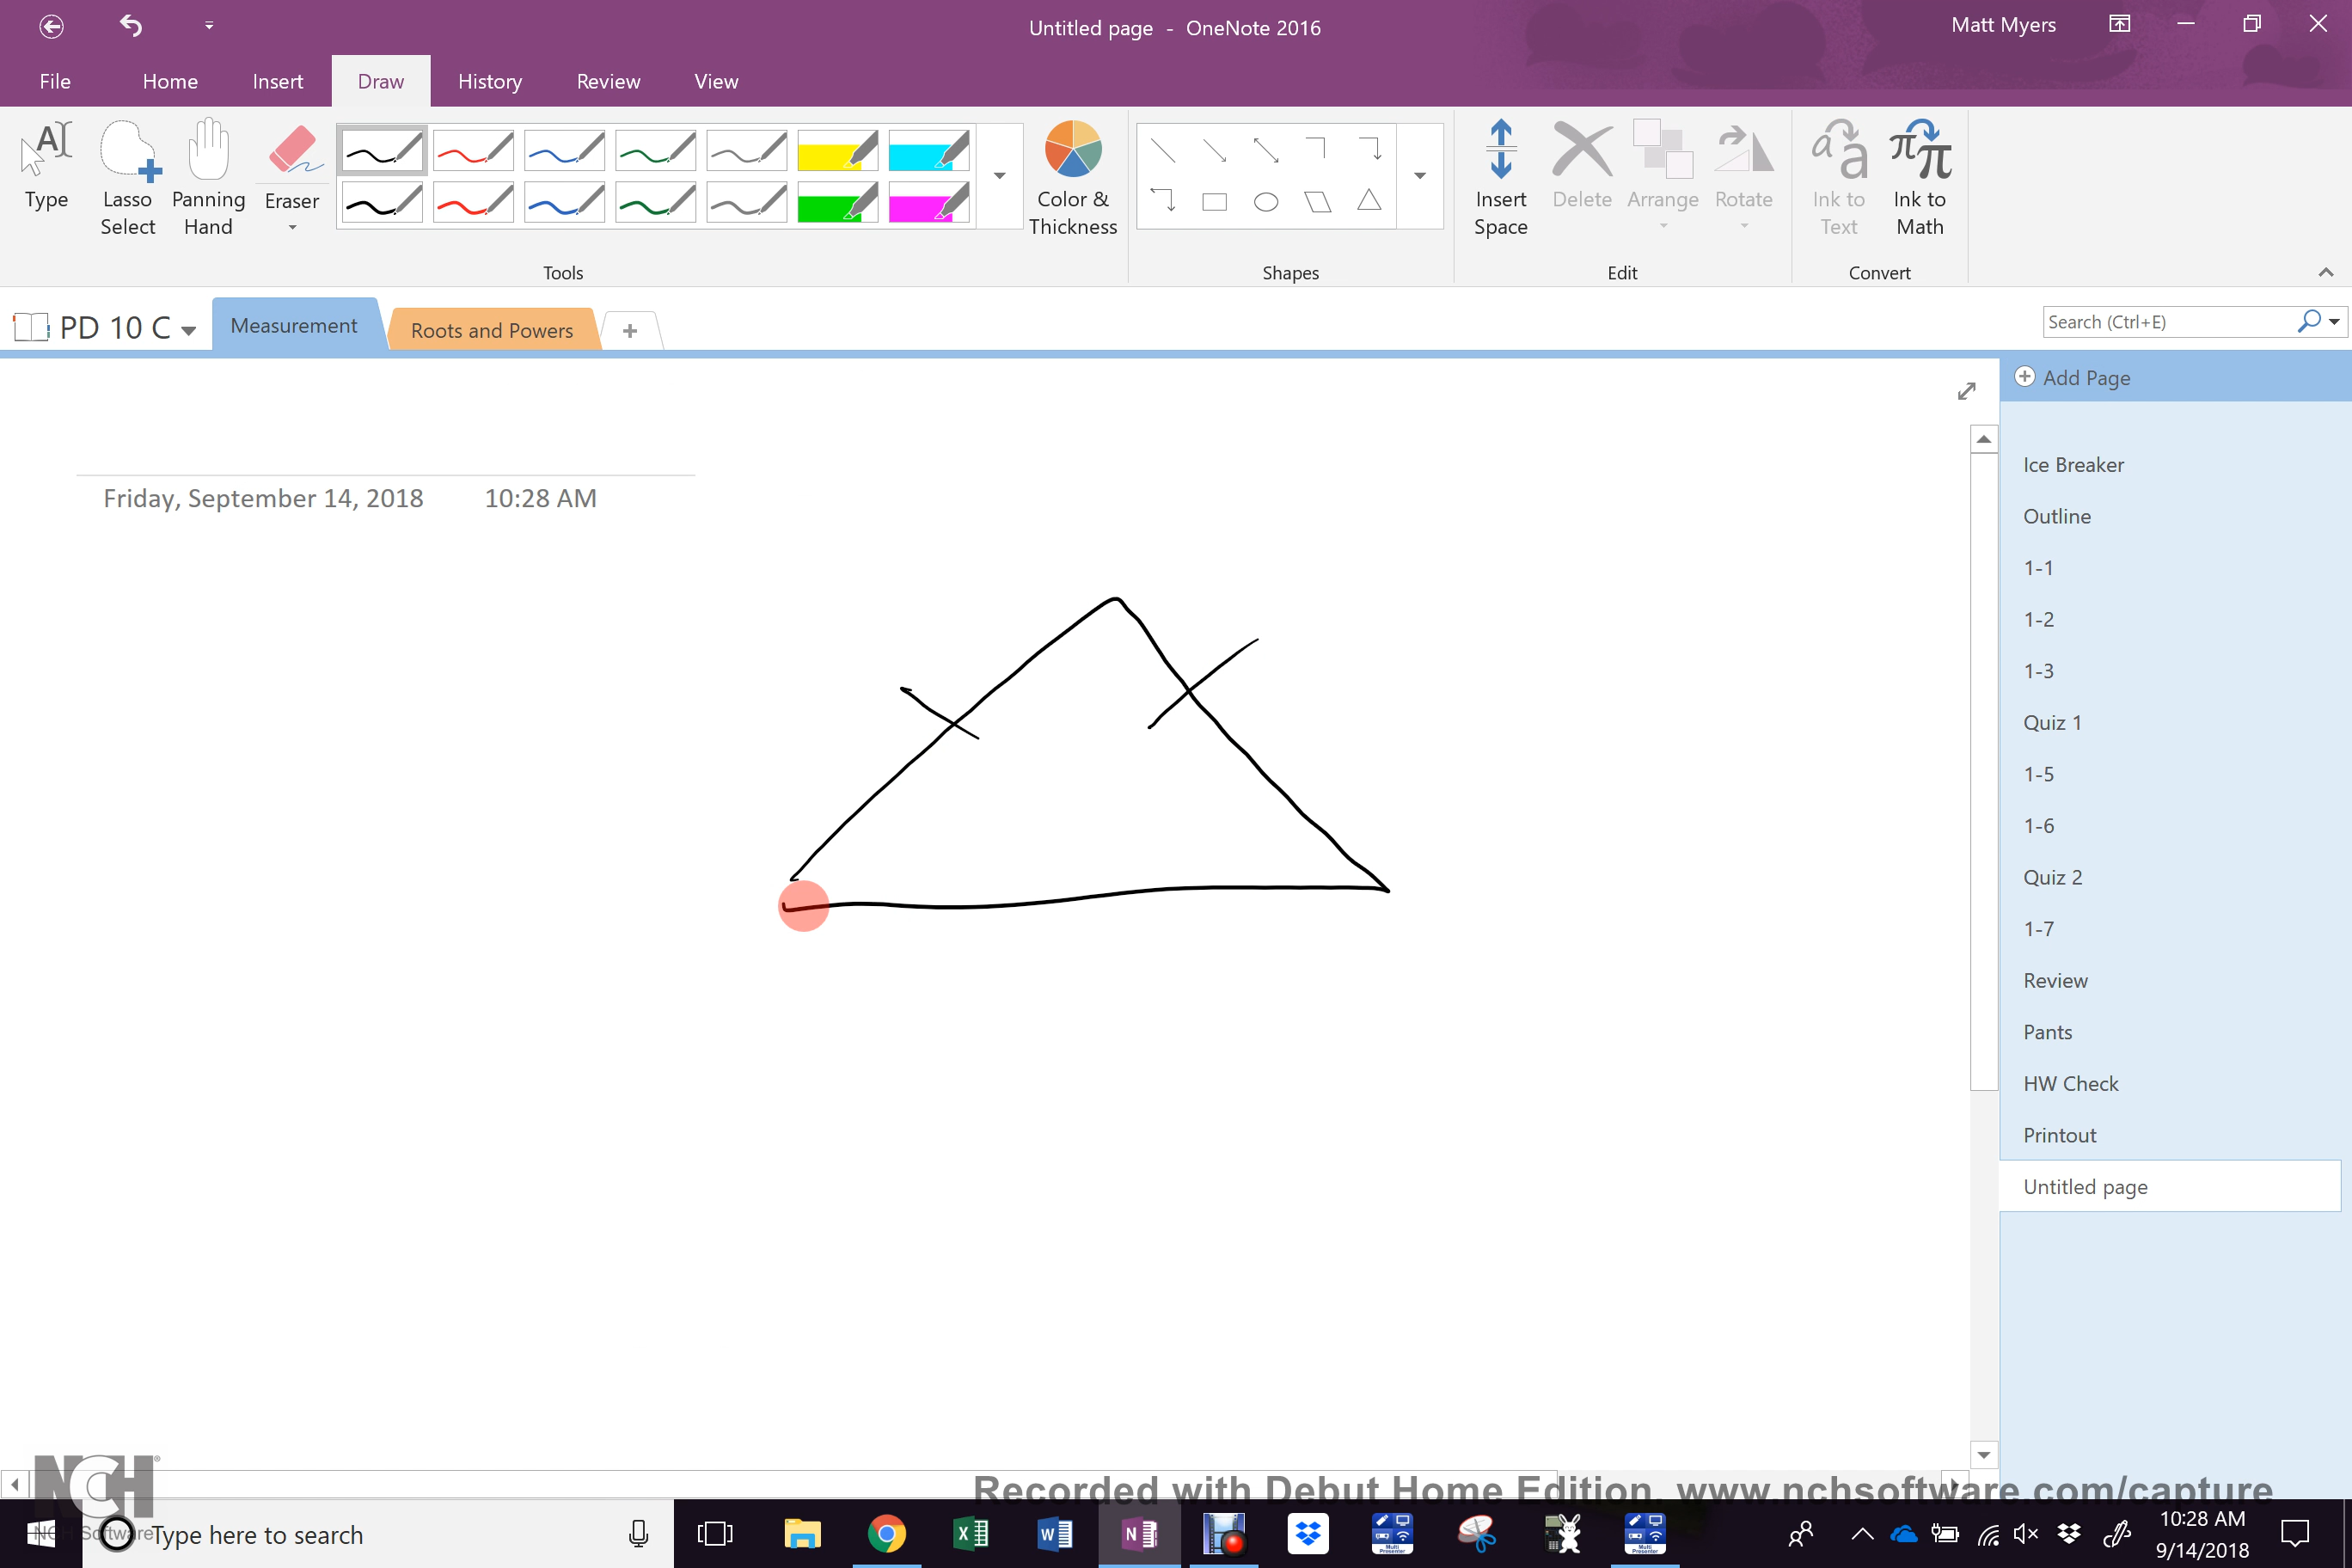 Untitled page - OneNote 2016
Matt Myers
File Home Insert Draw History Review View
Type
Lasso Select
Panning Hand
Eraser
Color & Thickness
Insert Space
Delete
Arrange
Rotate
Ink to Text
Ink to Math
Tools Shapes Edit Convert
PD 10 C
Measurement
Roots and Powers
Search (Ctrl+E)
Add Page
Friday, September 14, 2018 10:28 AM
Ice Breaker
Outline
1-1
1-2
1-3
Quiz 1
1-5
1-6
Quiz 2
1-7
Review
Pants
HW Check
Printout
Untitled page
NCH
NCH Software
Recorded with Debut Home Edition. www.nchsoftware.com/capture
Type here to search
10:28 AM
9/14/2018